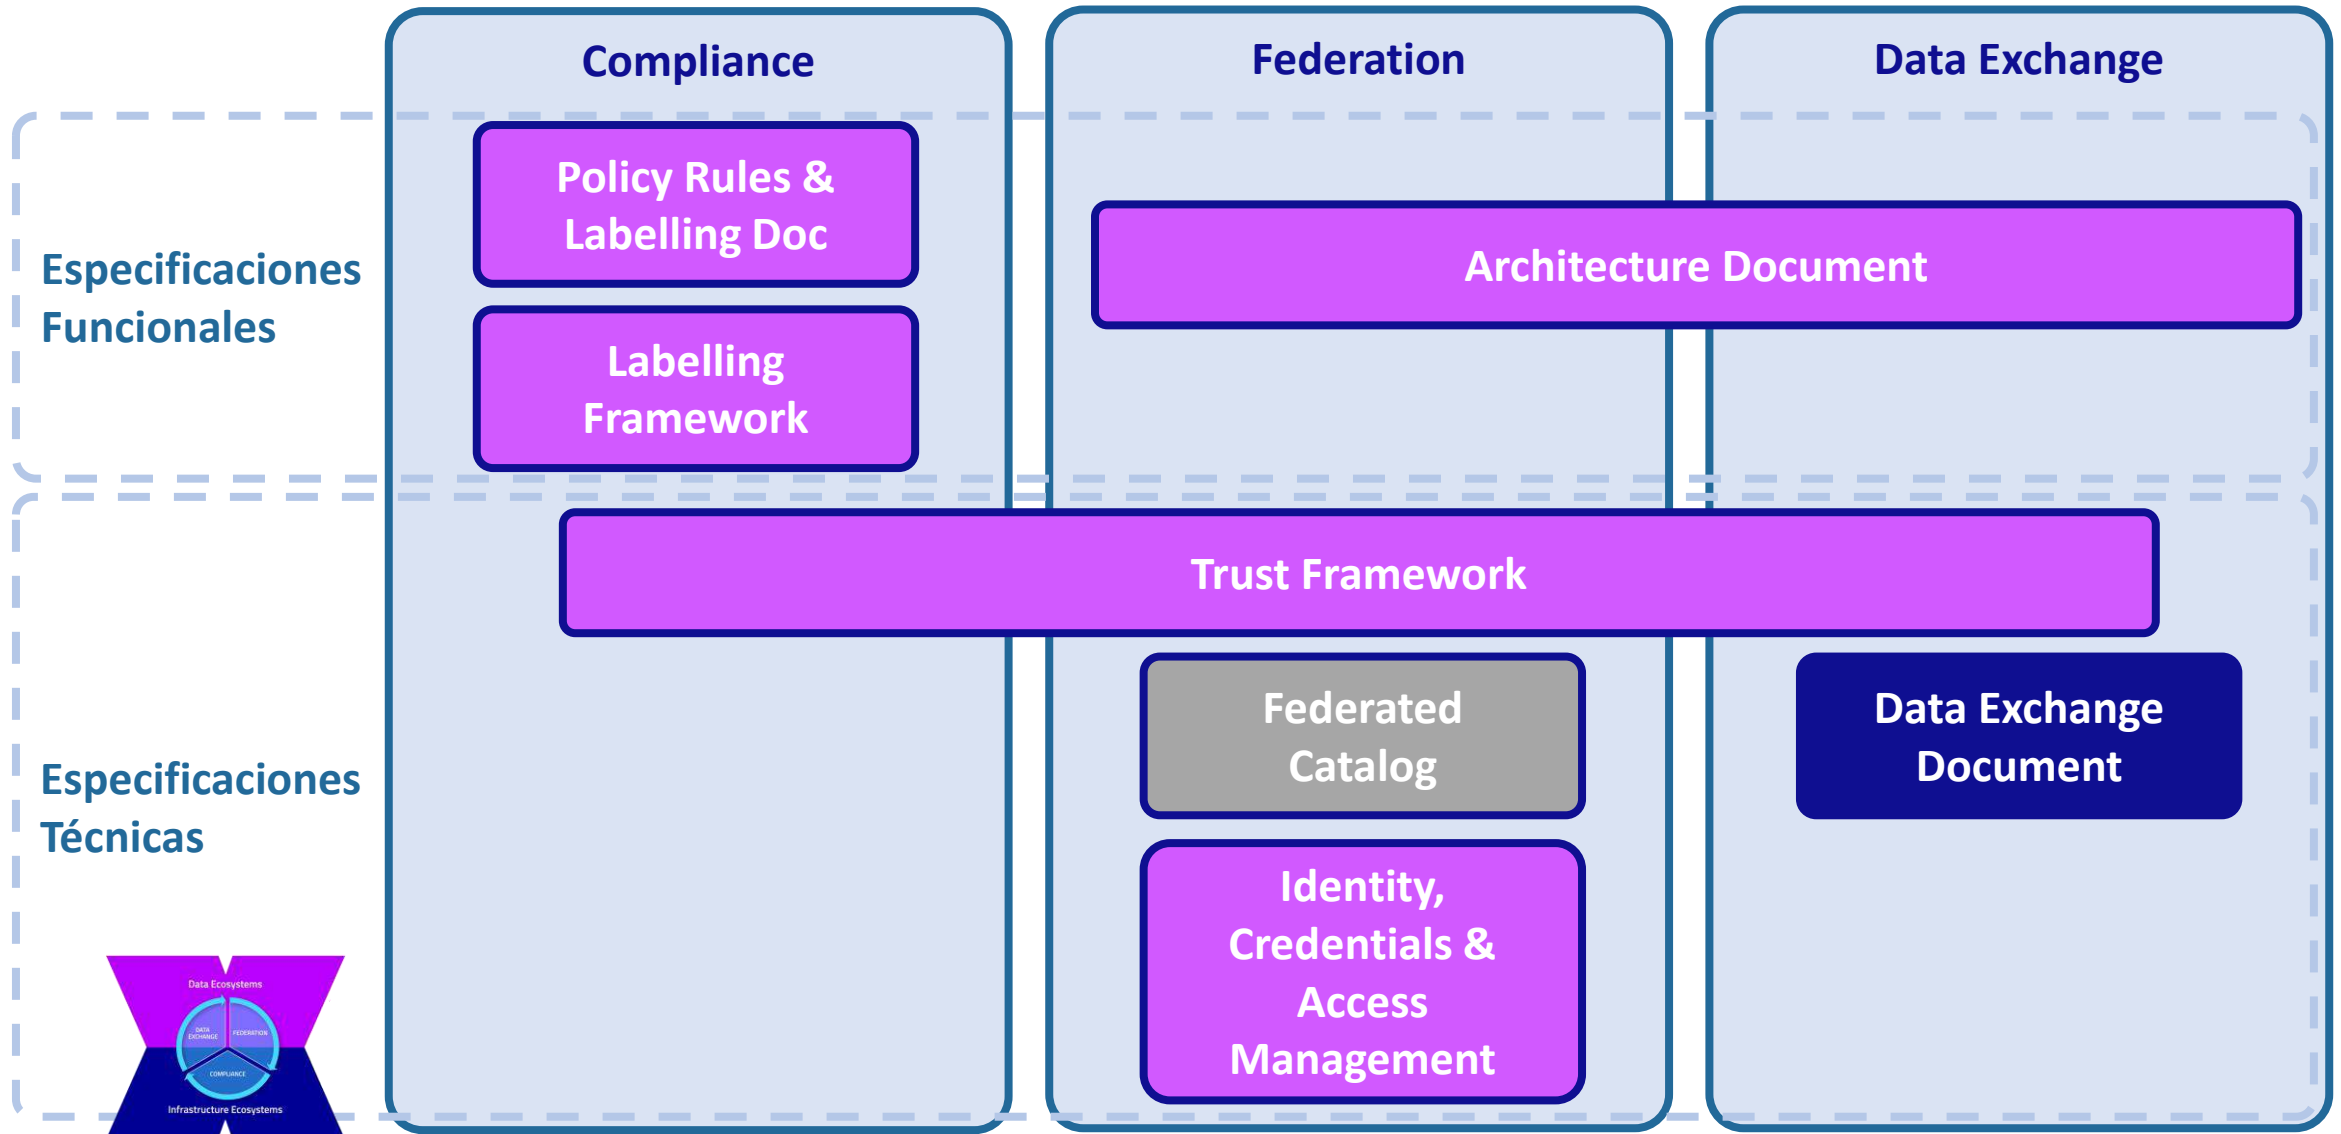 Compliance
Federation
Data Exchange
Especificaciones
Funcionales
Policy Rules &
Labelling Doc
Labelling
Framework
Architecture Document
Especificaciones
Técnicas
Trust Framework
Federated
Catalog
Data Exchange
Document
Identity,
Credentials &
Access
Management
Data Ecosystems
DATA
EXCHANGE
FEDERATION
COMPLIANCE
Infrastructure Ecosystems